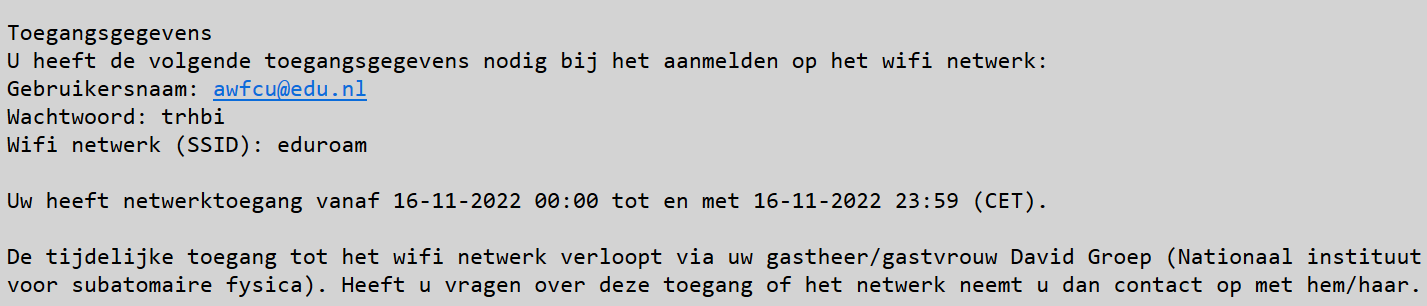 Toegangsgegevens
U heeft de volgende toegangsgegevens nodig bij het aanmelden op het wifi netwerk:
Gebruikersnaam: awfcu@edu.nl
Wachtwoord: trhbi
Wifi netwerk (SSID): eduroam
Uw heeft netwerktoegang vanaf 16-11-2022 00:00 tot en met 16-11-2022 23:59 (CET).
De tijdelijke toegang tot het wifi netwerk verloopt via uw gastheer/gastvrouw David Groep (Nationaal instituut
voor subatomaire fysica). Heeft u vragen over deze toegang of het netwerk neemt u dan contact op met hem/haar.